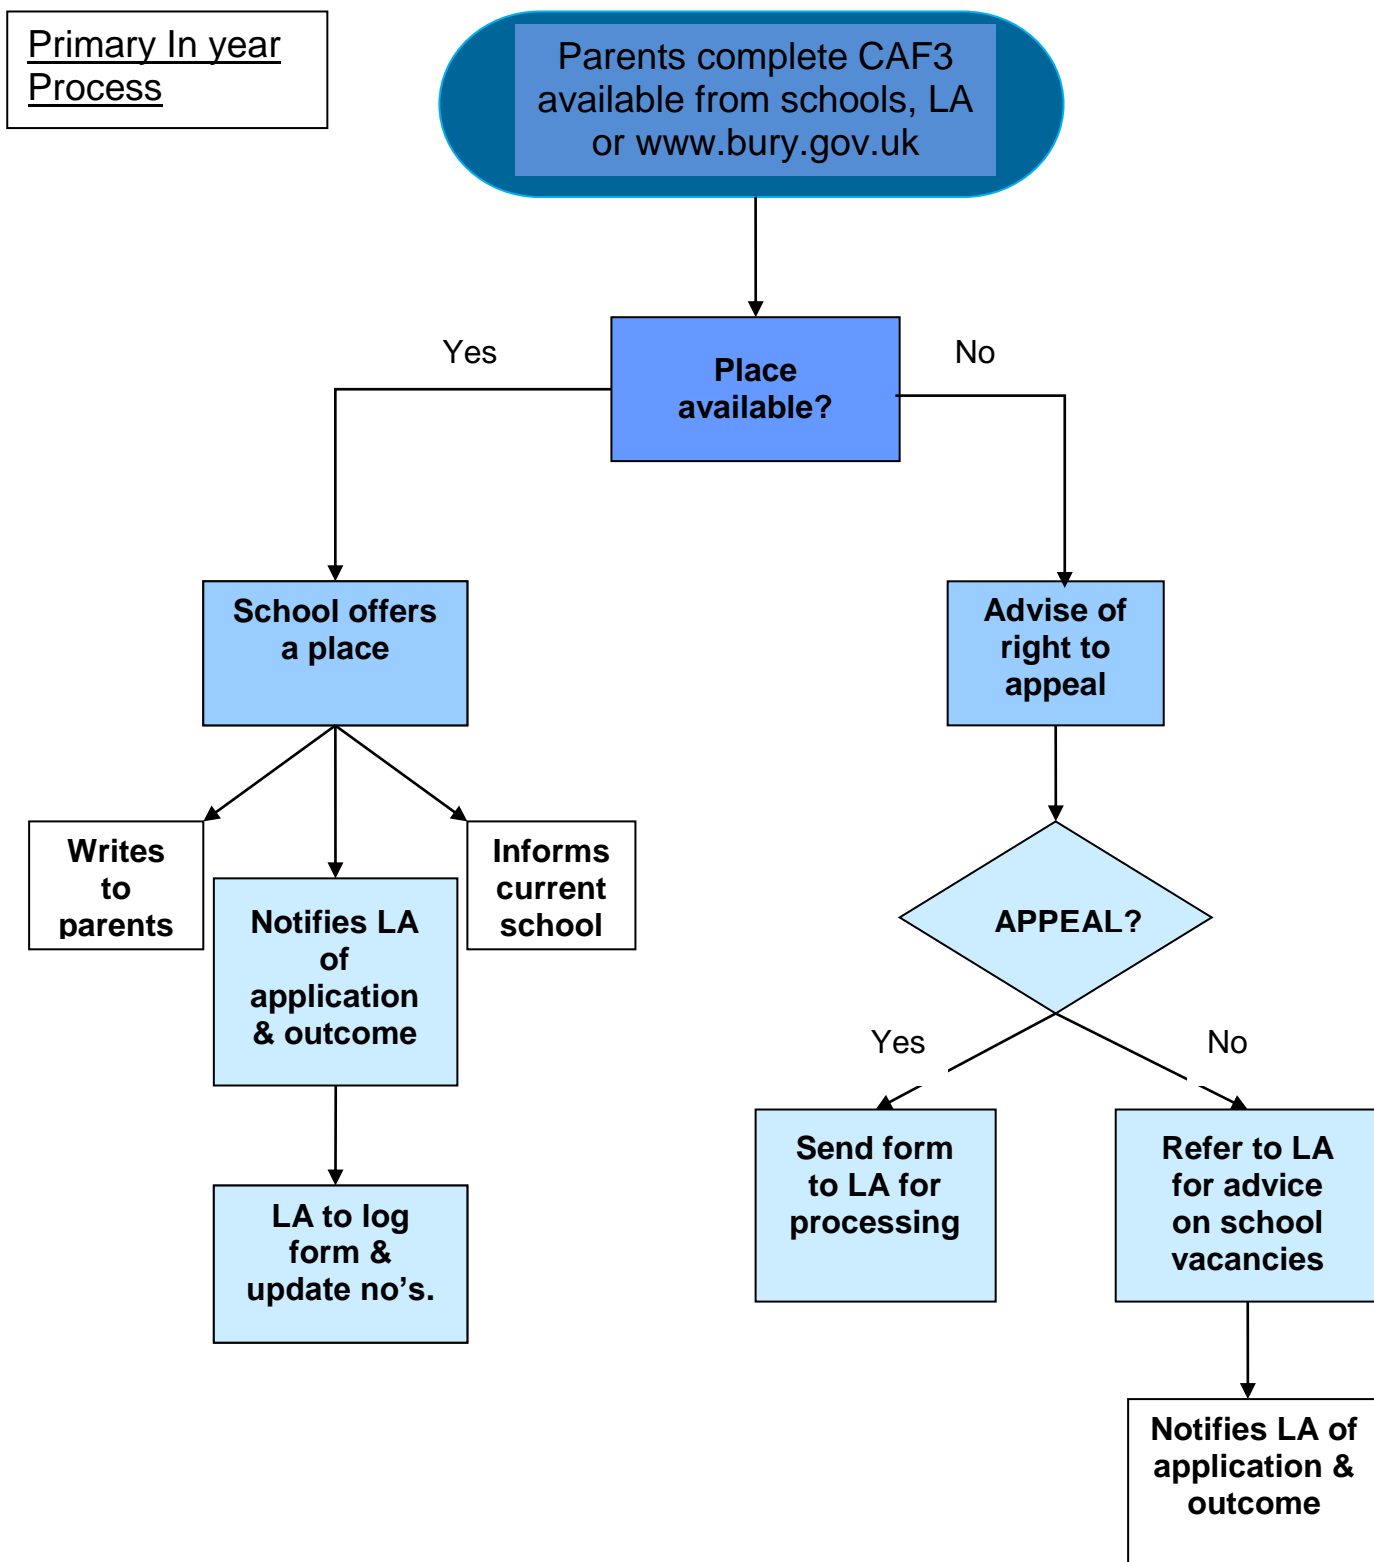 Primary In year
Process
Parents complete CAF3
available from schools, LA
or www.bury.gov.uk
Yes
Place
available?
No
School offers
a place
Advise of
right to
appeal
Writes
to
parents
Notifies LA
of
application
& outcome
Informs
current
school
APPEAL?
Yes
No
LA to log
form &
update no’s.
Send form
to LA for
processing
Refer to LA
for advice
on school
vacancies
Notifies LA of
application &
outcome